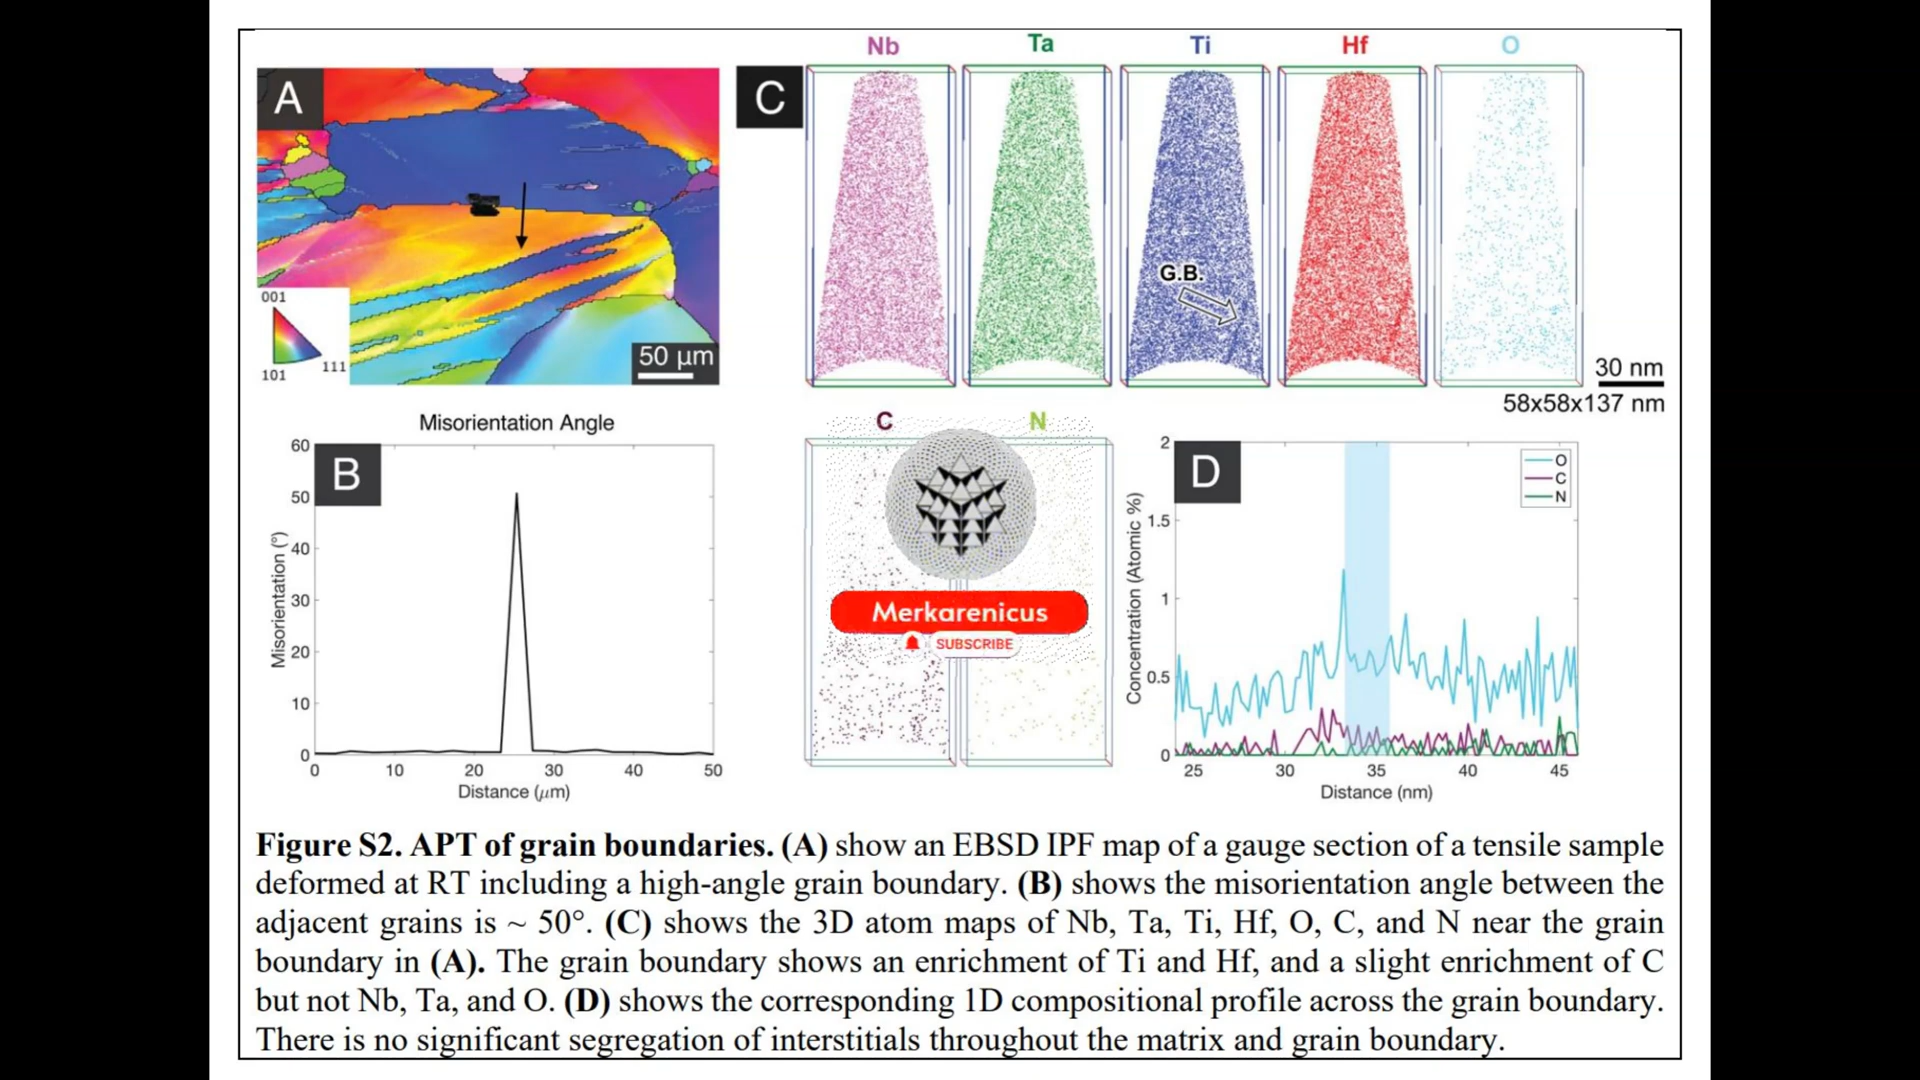 A
001
101
111
50 µm
C
Nb
Ta
Ti
Hf
O
G.B.
30 nm
58x58x137 nm
Misorientation Angle
B
60
50
40
30
20
10
0
Misorientation (°)
0
10
20
30
40
50
Distance (µm)
C
N
Merkarenicus
SUBSCRIBE
D
2
1.5
1
0.5
0
Concentration (Atomic %)
O
C
N
25
30
35
40
45
Distance (nm)
Figure S2. APT of grain boundaries. (A) show an EBSD IPF map of a gauge section of a tensile sample
deformed at RT including a high-angle grain boundary. (B) shows the misorientation angle between the
adjacent grains is ~ 50°. (C) shows the 3D atom maps of Nb, Ta, Ti, Hf, O, C, and N near the grain
boundary in (A). The grain boundary shows an enrichment of Ti and Hf, and a slight enrichment of C
but not Nb, Ta, and O. (D) shows the corresponding 1D compositional profile across the grain boundary.
There is no significant segregation of interstitials throughout the matrix and grain boundary.